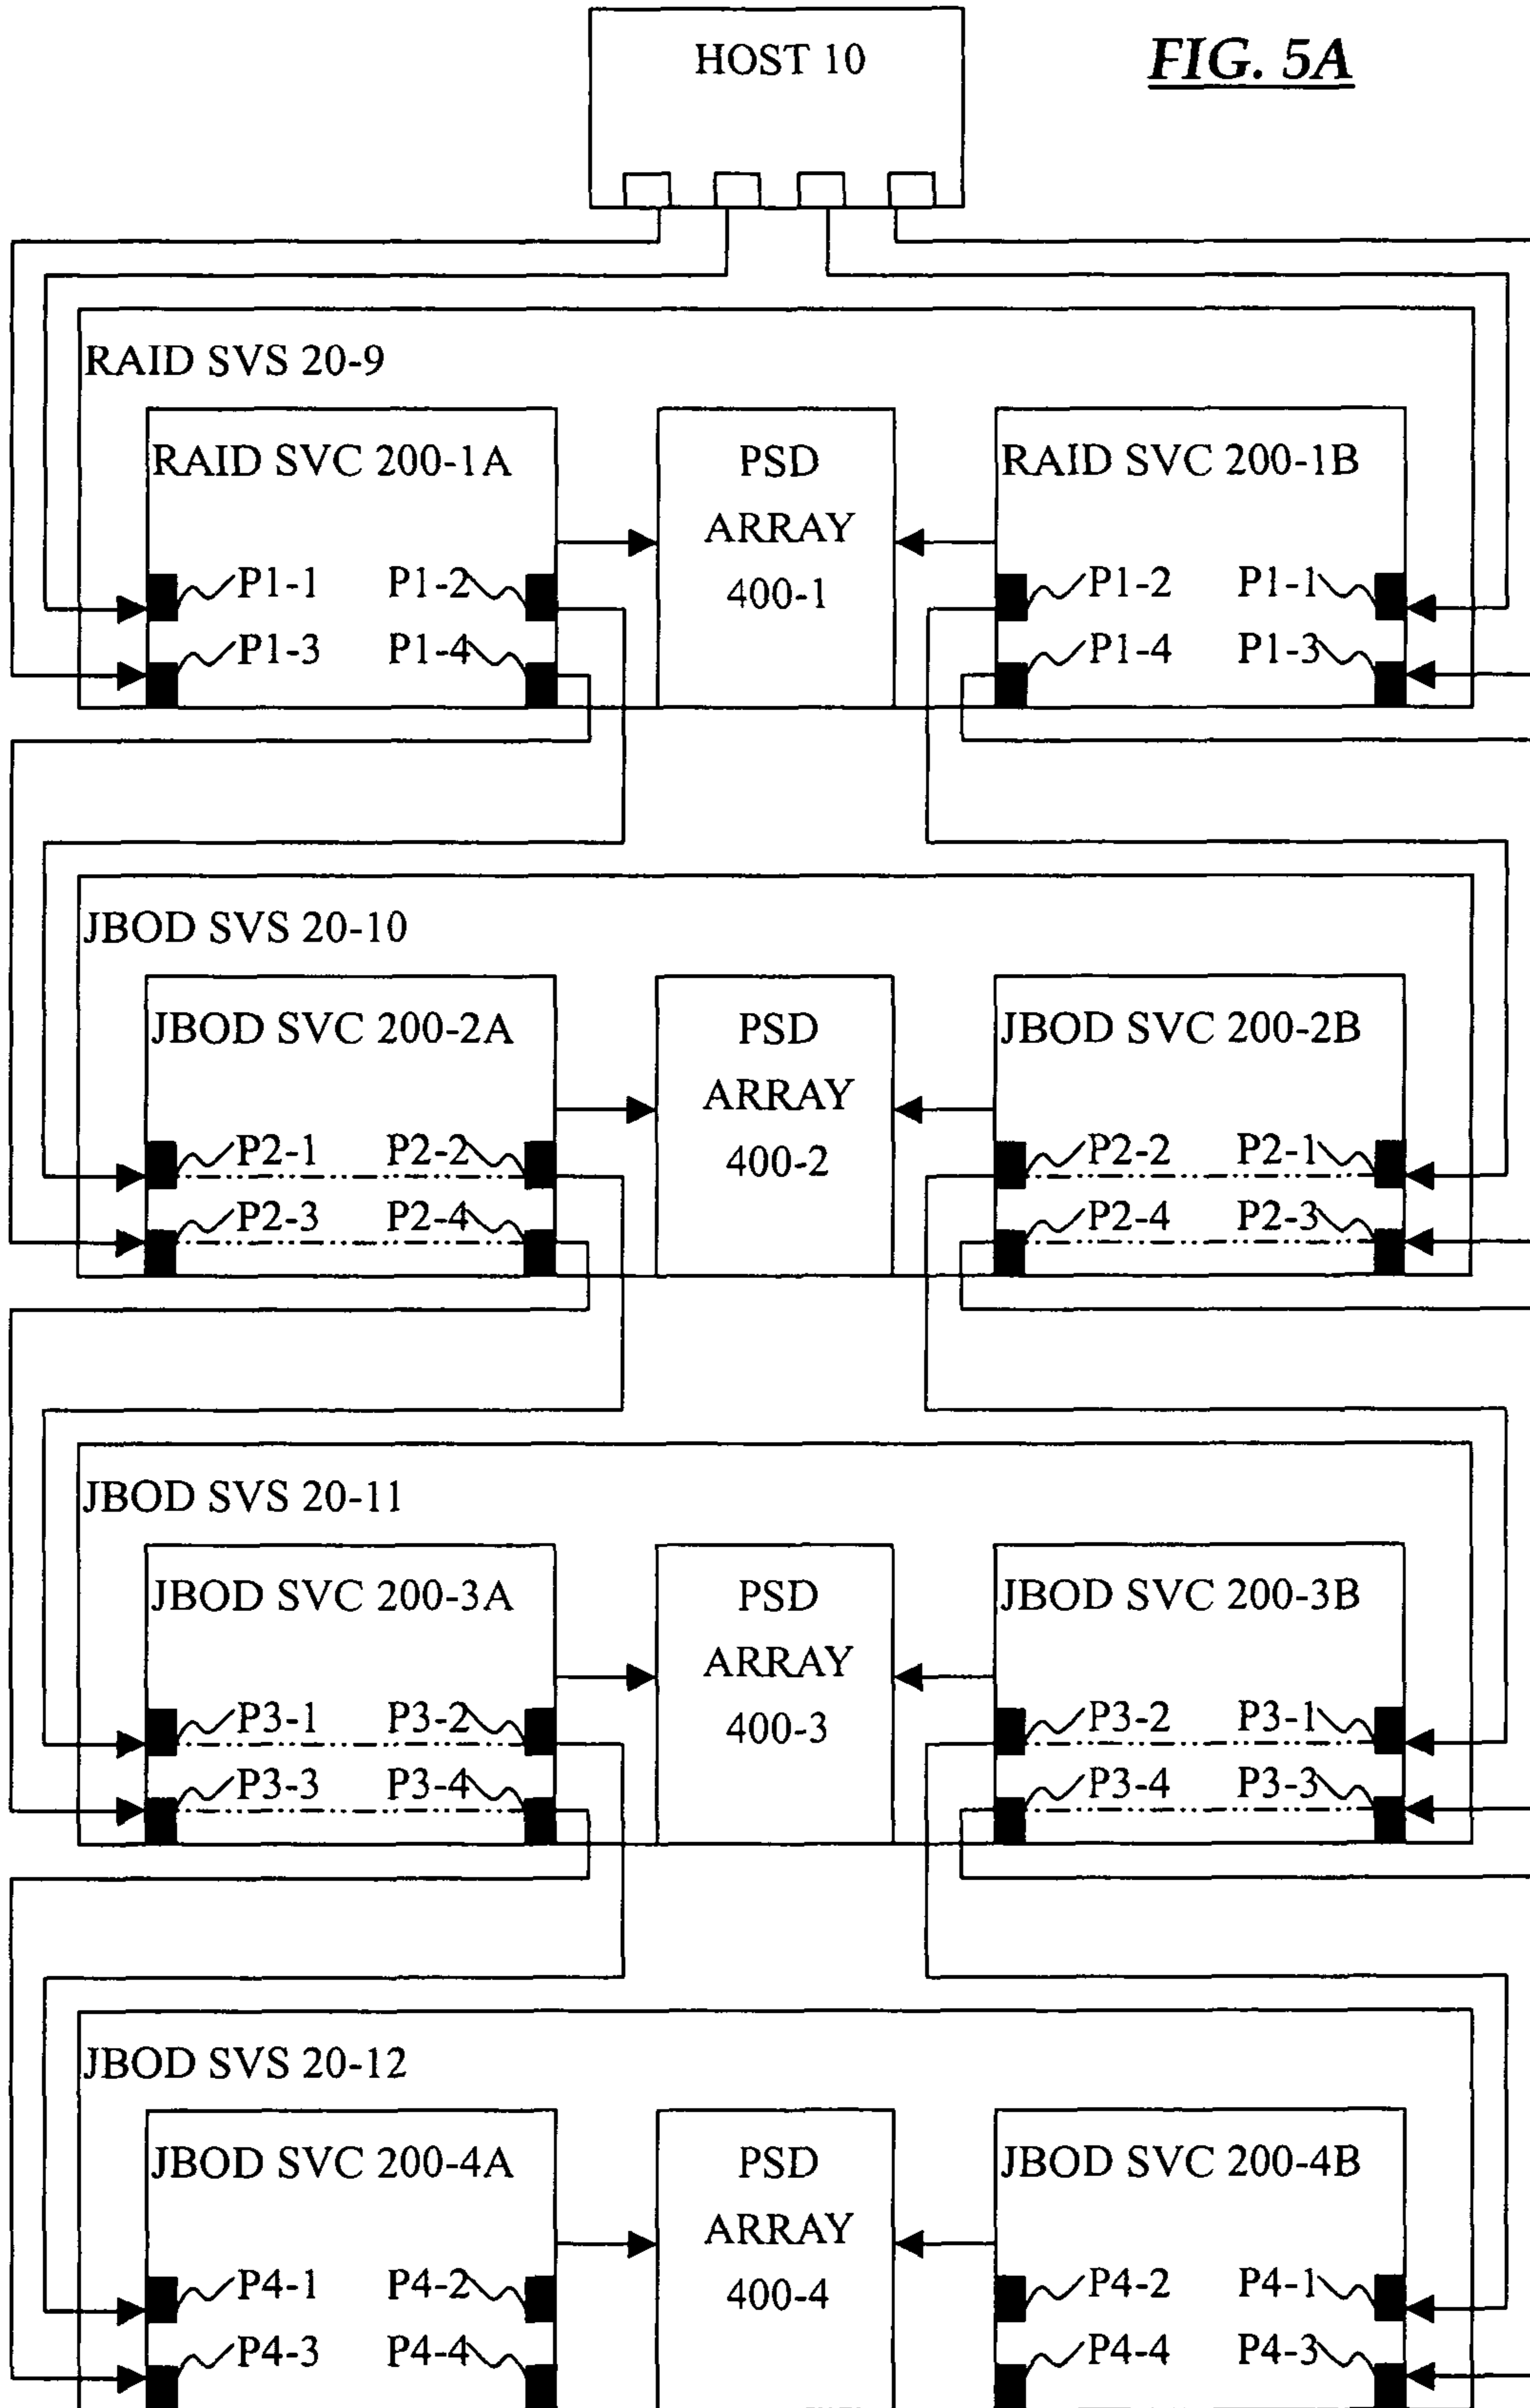 HOST 10
FIG. 5A
RAID SVS 20-9
RAID SVC 200-1A
PSD
ARRAY
400-1
RAID SVC 200-1B
P1-1 P1-2
P1-3 P1-4
P1-2 P1-1
P1-4 P1-3
JBOD SVS 20-10
JBOD SVC 200-2A
PSD
ARRAY
400-2
JBOD SVC 200-2B
P2-1 P2-2
P2-3 P2-4
P2-2 P2-1
P2-4 P2-3
JBOD SVS 20-11
JBOD SVC 200-3A
PSD
ARRAY
400-3
JBOD SVC 200-3B
P3-1 P3-2
P3-3 P3-4
P3-2 P3-1
P3-4 P3-3
JBOD SVS 20-12
JBOD SVC 200-4A
PSD
ARRAY
400-4
JBOD SVC 200-4B
P4-1 P4-2
P4-3 P4-4
P4-2 P4-1
P4-4 P4-3